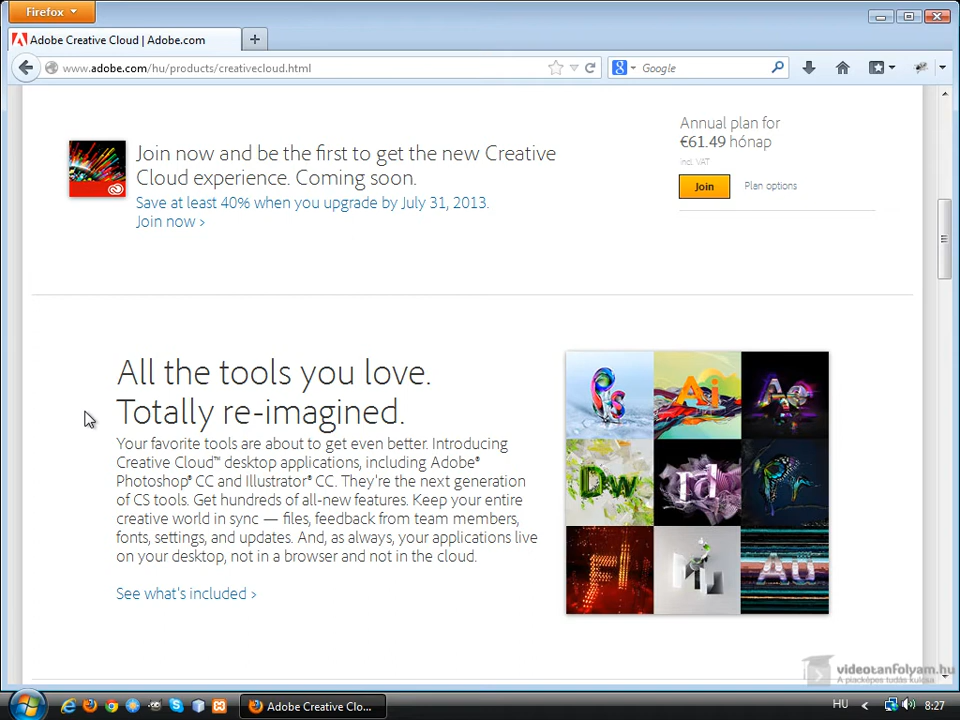 Firefox
Adobe Creative Cloud | Adobe.com
www.adobe.com/hu/products/creativecloud.html
Google
Annual plan for
€61.49 hónap
incl. VAT
Join
Plan options
Join now and be the first to get the new Creative
Cloud experience. Coming soon.
Save at least 40% when you upgrade by July 31, 2013.
Join now ›
All the tools you love.
Totally re-imagined.
Your favorite tools are about to get even better. Introducing
Creative Cloud™ desktop applications, including Adobe®
Photoshop® CC and Illustrator® CC. They're the next generation
of CS tools. Get hundreds of all-new features. Keep your entire
creative world in sync — files, feedback from team members,
fonts, settings, and updates. And, as always, your applications live
on your desktop, not in a browser and not in the cloud.
See what's included ›
Ps Ai Ae
Dw Id Pr
Fl Mu Au
videotanfolyam.hu
A piacképes tudás kulcsa
Adobe Creative Clo...
HU
8:27